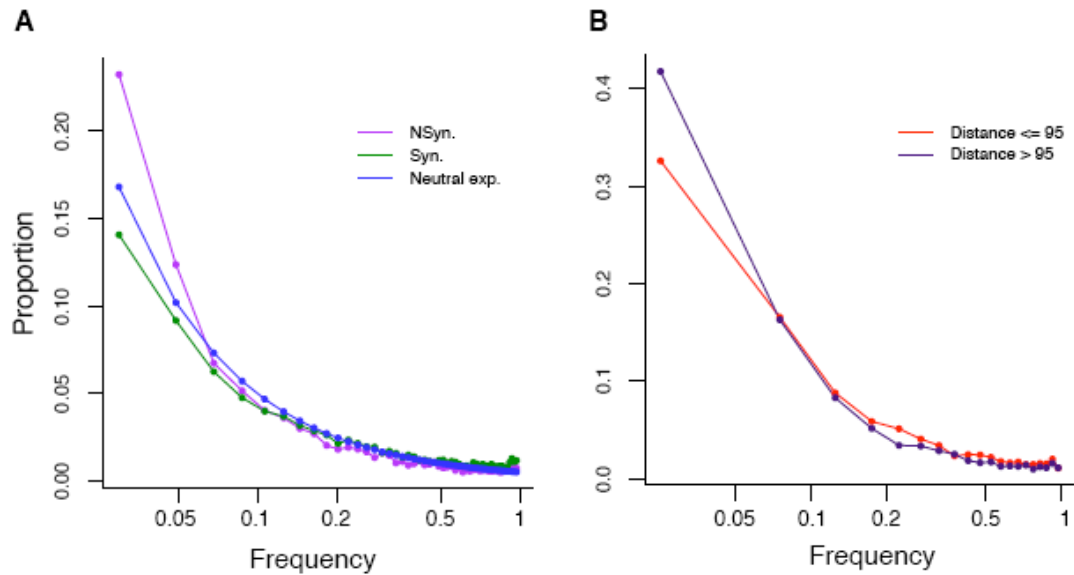 A
NSyn.
Syn.
Neutral exp.
Proportion
0.20
0.15
0.10
0.05
0.00
0.05 0.1 0.2 0.5 1
Frequency
B
Distance <= 95
Distance > 95
0.4
0.3
0.2
0.1
0.0
0.05 0.1 0.2 0.5 1
Frequency